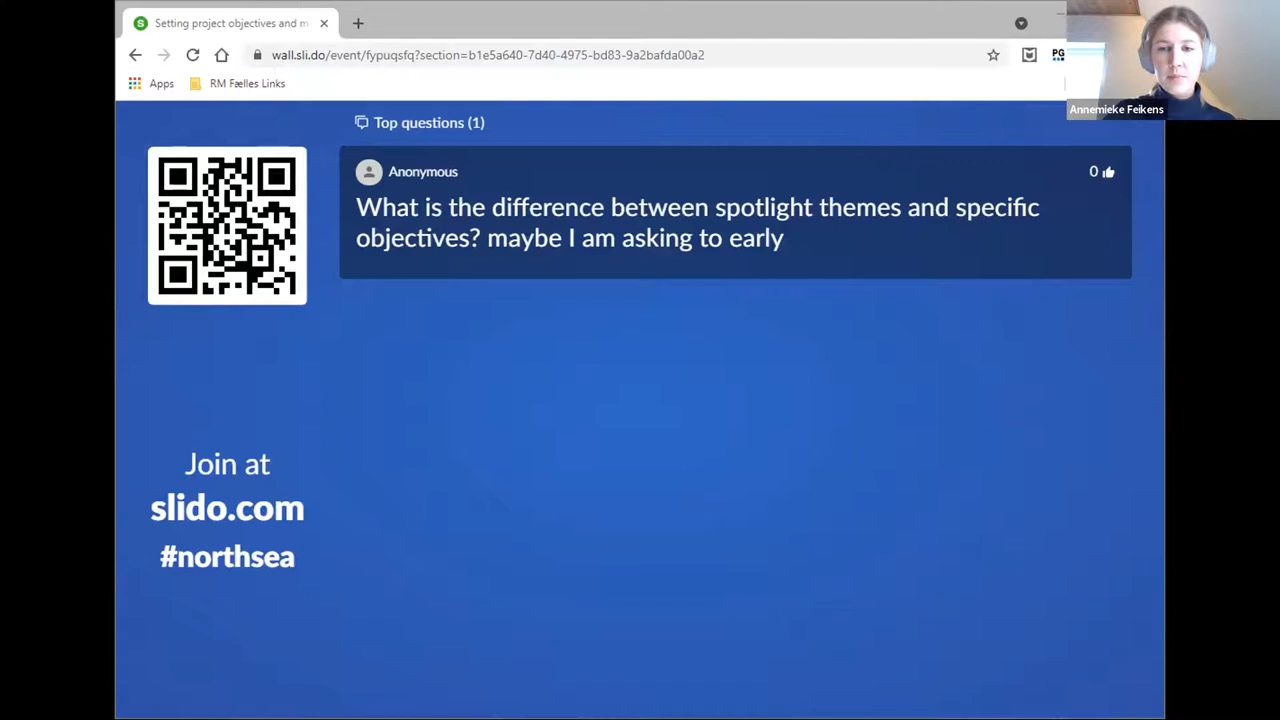 Setting project objectives and m
wall.sli.do/event/fypuqsfq?section=b1e5a640-7d40-4975-bd83-9a2bafda00a2
PG
Apps
RM Fælles Links
Annemieke Feikens
Top questions (1)
Anonymous
0
What is the difference between spotlight themes and specific
objectives? maybe I am asking to early
Join at
slido.com
#northsea